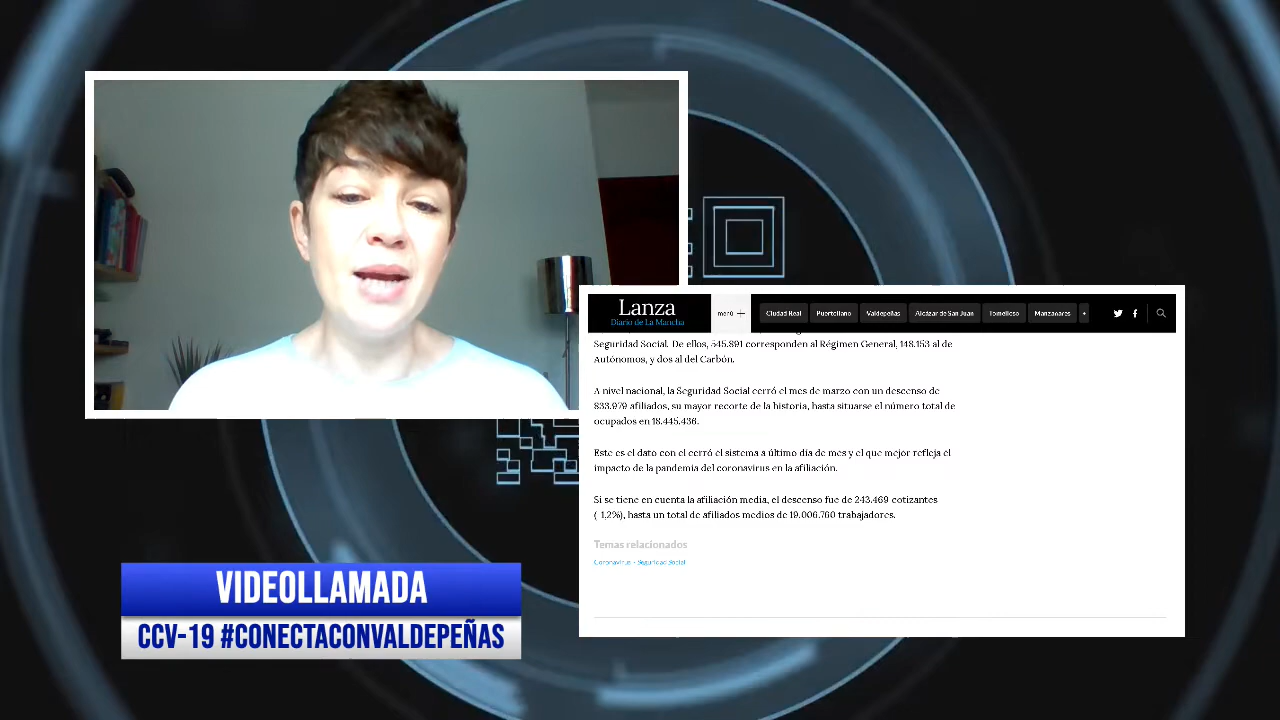 Lanza
Diario de La Mancha
menú
Ciudad Real
Puertollano
Valdepeñas
Alcázar de San Juan
Tomelloso
Manzanares
+
Seguridad Social. De ellos, 545.891 corresponden al Régimen General, 148.153 al de
Autónomos, y dos al del Carbón.
A nivel nacional, la Seguridad Social cerró el mes de marzo con un descenso de
833.979 afiliados, su mayor recorte de la historia, hasta situarse el número total de
ocupados en 18.445.436.
Este es el dato con el cerró el sistema a último día de mes y el que mejor refleja el
impacto de la pandemia del coronavirus en la afiliación.
Si se tiene en cuenta la afiliación media, el descenso fue de 243.469 cotizantes
(-1,2%), hasta un total de afiliados medios de 19.006.760 trabajadores.
Temas relacionados
Coronavirus - Seguridad Social
VIDEOLLAMADA
CCV-19 #CONECTACONVALDEPEÑAS